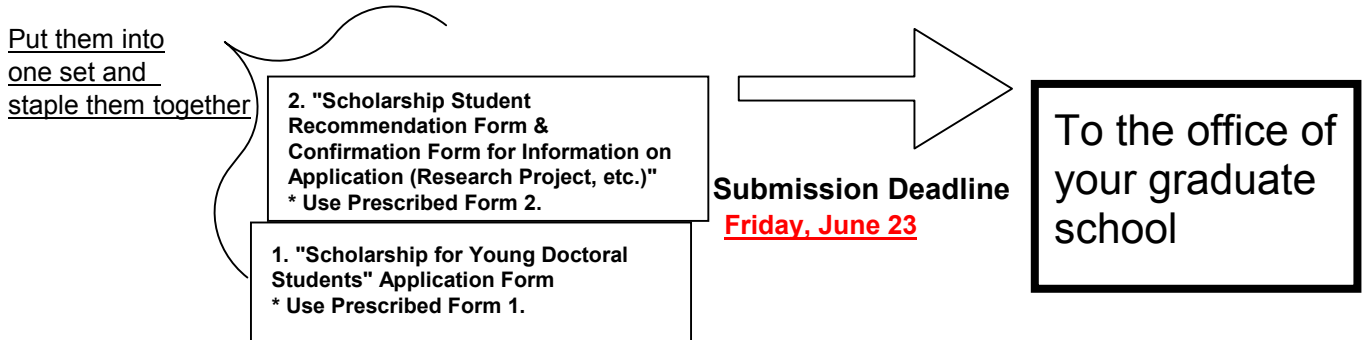 Put them into
one set and
staple them together
2. "Scholarship Student
Recommendation Form &
Confirmation Form for Information on
Application (Research Project, etc.)"
* Use Prescribed Form 2.
1. "Scholarship for Young Doctoral
Students" Application Form
* Use Prescribed Form 1.
Submission Deadline
Friday, June 23
To the office of
your graduate
school